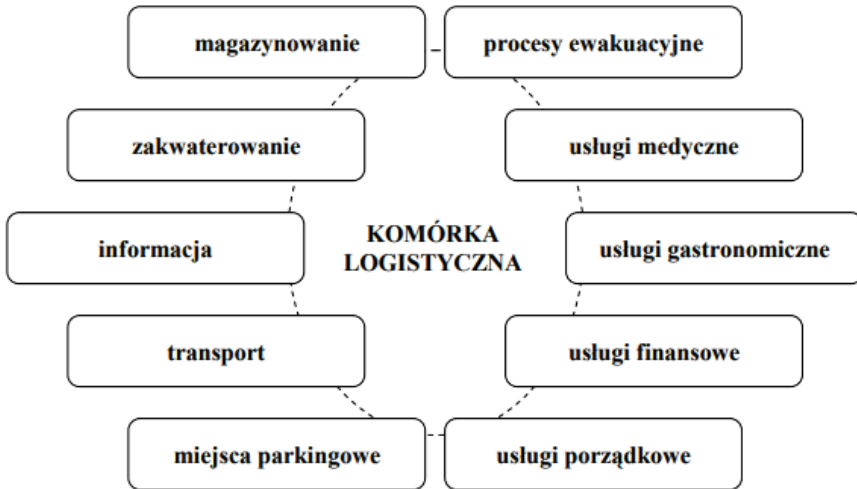 magazynowanie
procesy ewakuacyjne
zakwaterowanie
usługi medyczne
informacja
KOMÓRKA
LOGISTYCZNA
usługi gastronomiczne
transport
usługi finansowe
miejsca parkingowe
usługi porządkowe